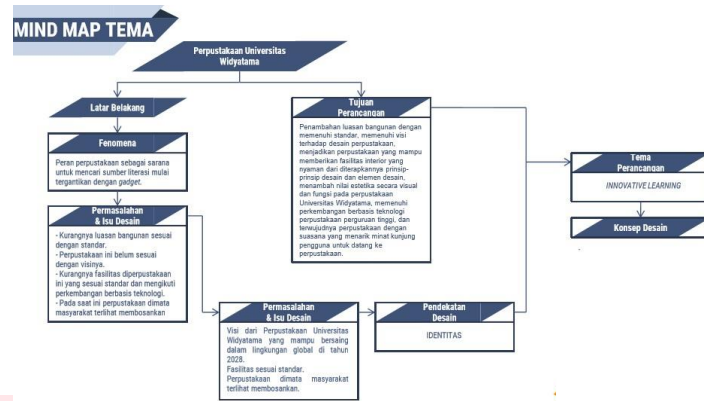 MIND MAP TEMA
Perpustakaan Universitas
Widyatama
Latar Belakang
Fenomena
Peran perpustakaan sebagai sarana
untuk mencari sumber literasi mulai
tergantikan dengan gadget.
Permasalahan
& Isu Desain
- Kurangnya luasan bangunan sesuai
dengan standar.
- Perpustakaan ini belum sesuai
dengan visinya.
- Kurangnya fasilitas diperpustakaan
ini yang sesuai standar dan mengikuti
perkembangan berbasis teknologi.
- Pada saat ini perpustakaan dimata
masyarakat terlihat membosankan
Tujuan
Perancangan
Penambahan luasan bangunan dengan
memenuhi standar, memenuhi visi
terhadap desain perpustakaan,
menjadikan perpustakaan yang mampu
memberikan fasilitas interior yang
nyaman dari diterapkannya prinsip-
prinsip desain dan elemen desain,
menambah nilai estetika secara visual
dan fungsi pada perpustakaan
Universitas Widyatama, memenuhi
perkembangan berbasis teknologi
perpustakaan perguruan tinggi, dan
terwujudnya perpustakaan dengan
suasana yang menarik minat kunjung
pengguna untuk datang ke
perpustakaan.
Permasalahan
& Isu Desain
Visi dari Perpustakaan Universitas
Widyatama yang mampu bersaing
dalam lingkungan global di tahun
2028.
Fasilitas sesuai standar.
Perpustakaan dimata masyarakat
terlihat membosankan.
Pendekatan
Desain
IDENTITAS
Tema
Perancangan
INNOVATIVE LEARNING
Konsep Desain